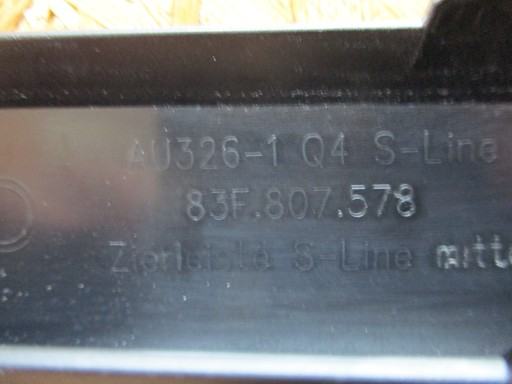 AU326-1 Q4 S-Line
83F.807.578
Zierleiste S-Line mitte